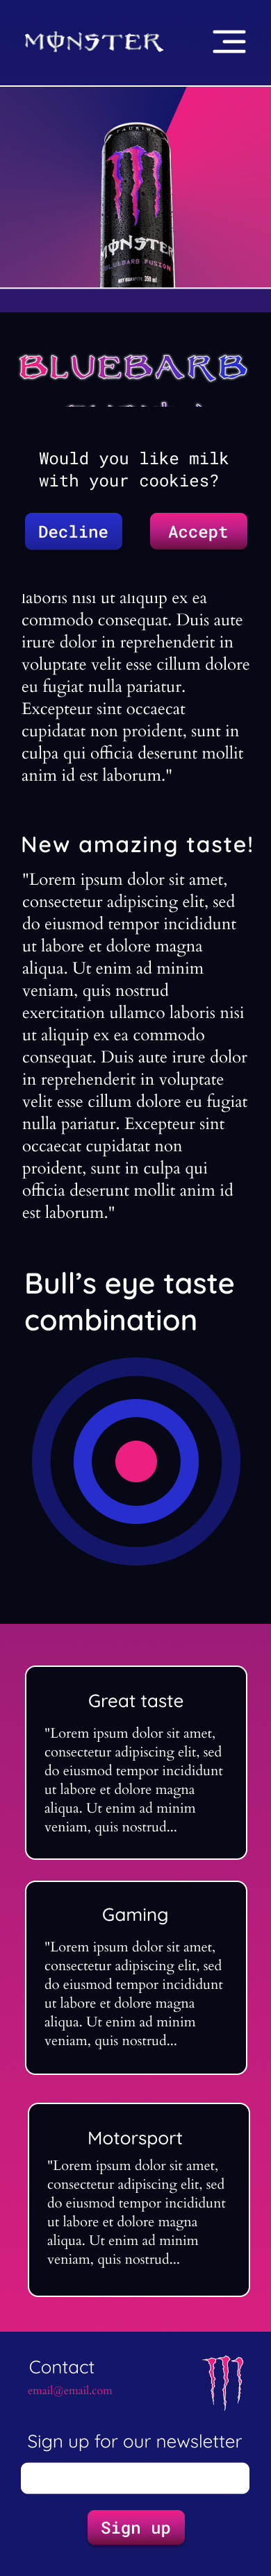 MONSTER
TAURINE
MONSTER
BLUEBARB FUSION
350 ml
BLUEBARB
Would you like milk
with your cookies?
Decline
Accept
laboris nisi ut aliquip ex ea
commodo consequat. Duis aute
irure dolor in reprehenderit in
voluptate velit esse cillum dolore
eu fugiat nulla pariatur.
Excepteur sint occaecat
cupidatat non proident, sunt in
culpa qui officia deserunt mollit
anim id est laborum."
New amazing taste!
"Lorem ipsum dolor sit amet,
consectetur adipiscing elit, sed
do eiusmod tempor incididunt
ut labore et dolore magna
aliqua. Ut enim ad minim
veniam, quis nostrud
exercitation ullamco laboris nisi
ut aliquip ex ea commodo
consequat. Duis aute irure dolor
in reprehenderit in voluptate
velit esse cillum dolore eu fugiat
nulla pariatur. Excepteur sint
occaecat cupidatat non
proident, sunt in culpa qui
officia deserunt mollit anim id
est laborum."
Bull’s eye taste
combination
Great taste
"Lorem ipsum dolor sit amet,
consectetur adipiscing elit, sed
do eiusmod tempor incididunt
ut labore et dolore magna
aliqua. Ut enim ad minim
veniam, quis nostrud...
Gaming
"Lorem ipsum dolor sit amet,
consectetur adipiscing elit, sed
do eiusmod tempor incididunt
ut labore et dolore magna
aliqua. Ut enim ad minim
veniam, quis nostrud...
Motorsport
"Lorem ipsum dolor sit amet,
consectetur adipiscing elit, sed
do eiusmod tempor incididunt
ut labore et dolore magna
aliqua. Ut enim ad minim
veniam, quis nostrud...
Contact
email@email.com
Sign up for our newsletter
Sign up